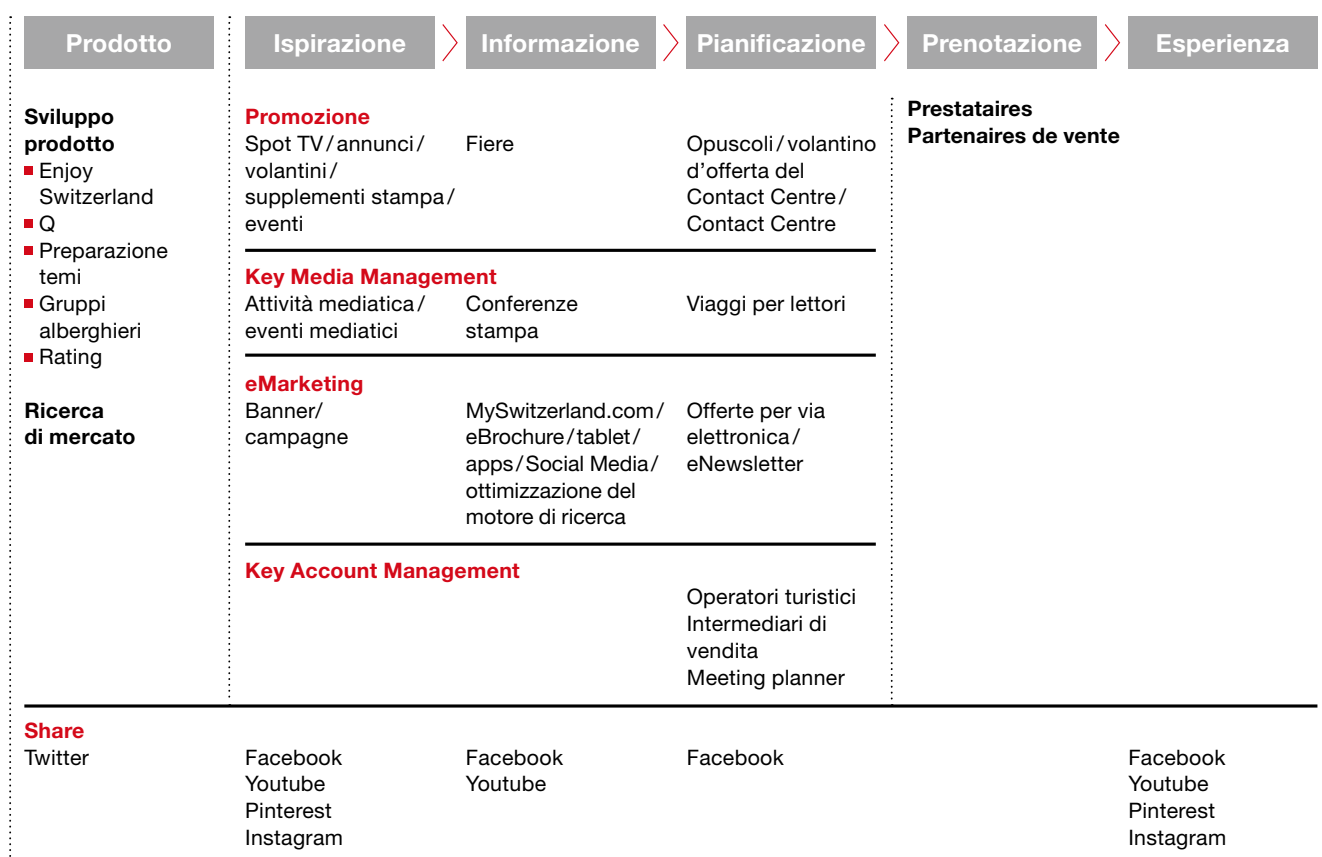 Prodotto
Ispirazione
Informazione
Pianificazione
Prenotazione
Esperienza
Sviluppo
prodotto
Enjoy
Switzerland
Q
Preparazione
temi
Gruppi
alberghieri
Rating
Ricerca
di mercato
Promozione
Spot TV/annunci/
volantini/
supplementi stampa/
eventi
Fiere
Opuscoli/volantino
d'offerta del
Contact Centre/
Contact Centre
Prestataires
Partenaires de vente
Key Media Management
Attività mediatica/
eventi mediatici
Conferenze
stampa
Viaggi per lettori
eMarketing
Banner/
campagne
MySwitzerland.com/
eBrochure/tablet/
apps/Social Media/
ottimizzazione del
motore di ricerca
Offerte per via
elettronica/
eNewsletter
Key Account Management
Operatori turistici
Intermediari di
vendita
Meeting planner
Share
Twitter
Facebook
Youtube
Pinterest
Instagram
Facebook
Youtube
Facebook
Facebook
Youtube
Pinterest
Instagram